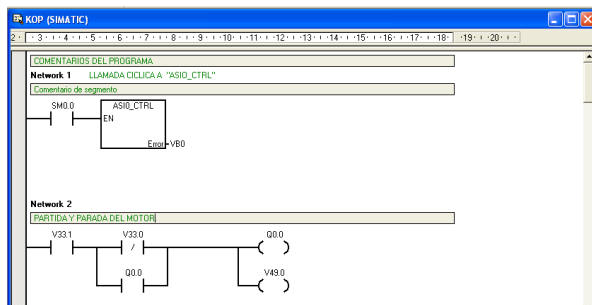 KOP (SIMATIC)
2 · · 3 · · 4 · · 5 · · 6 · · 7 · · 8 · · 9 · · 10 · · 11 · · 12 · · 13 · · 14 · · 15 · · 16 · · 17 · · 18 · · 19 · · 20 · ·
COMENTARIOS DEL PROGRAMA
Network 1 LLAMADA CICLICA A "ASIO_CTRL"
Comentario de segmento
SM0.0 ASI0_CTRL
EN
Error VB0
Network 2
PARTIDA Y PARADA DEL MOTOR
V33.1 V33.0 Q0.0
/
Q0.0 V49.0